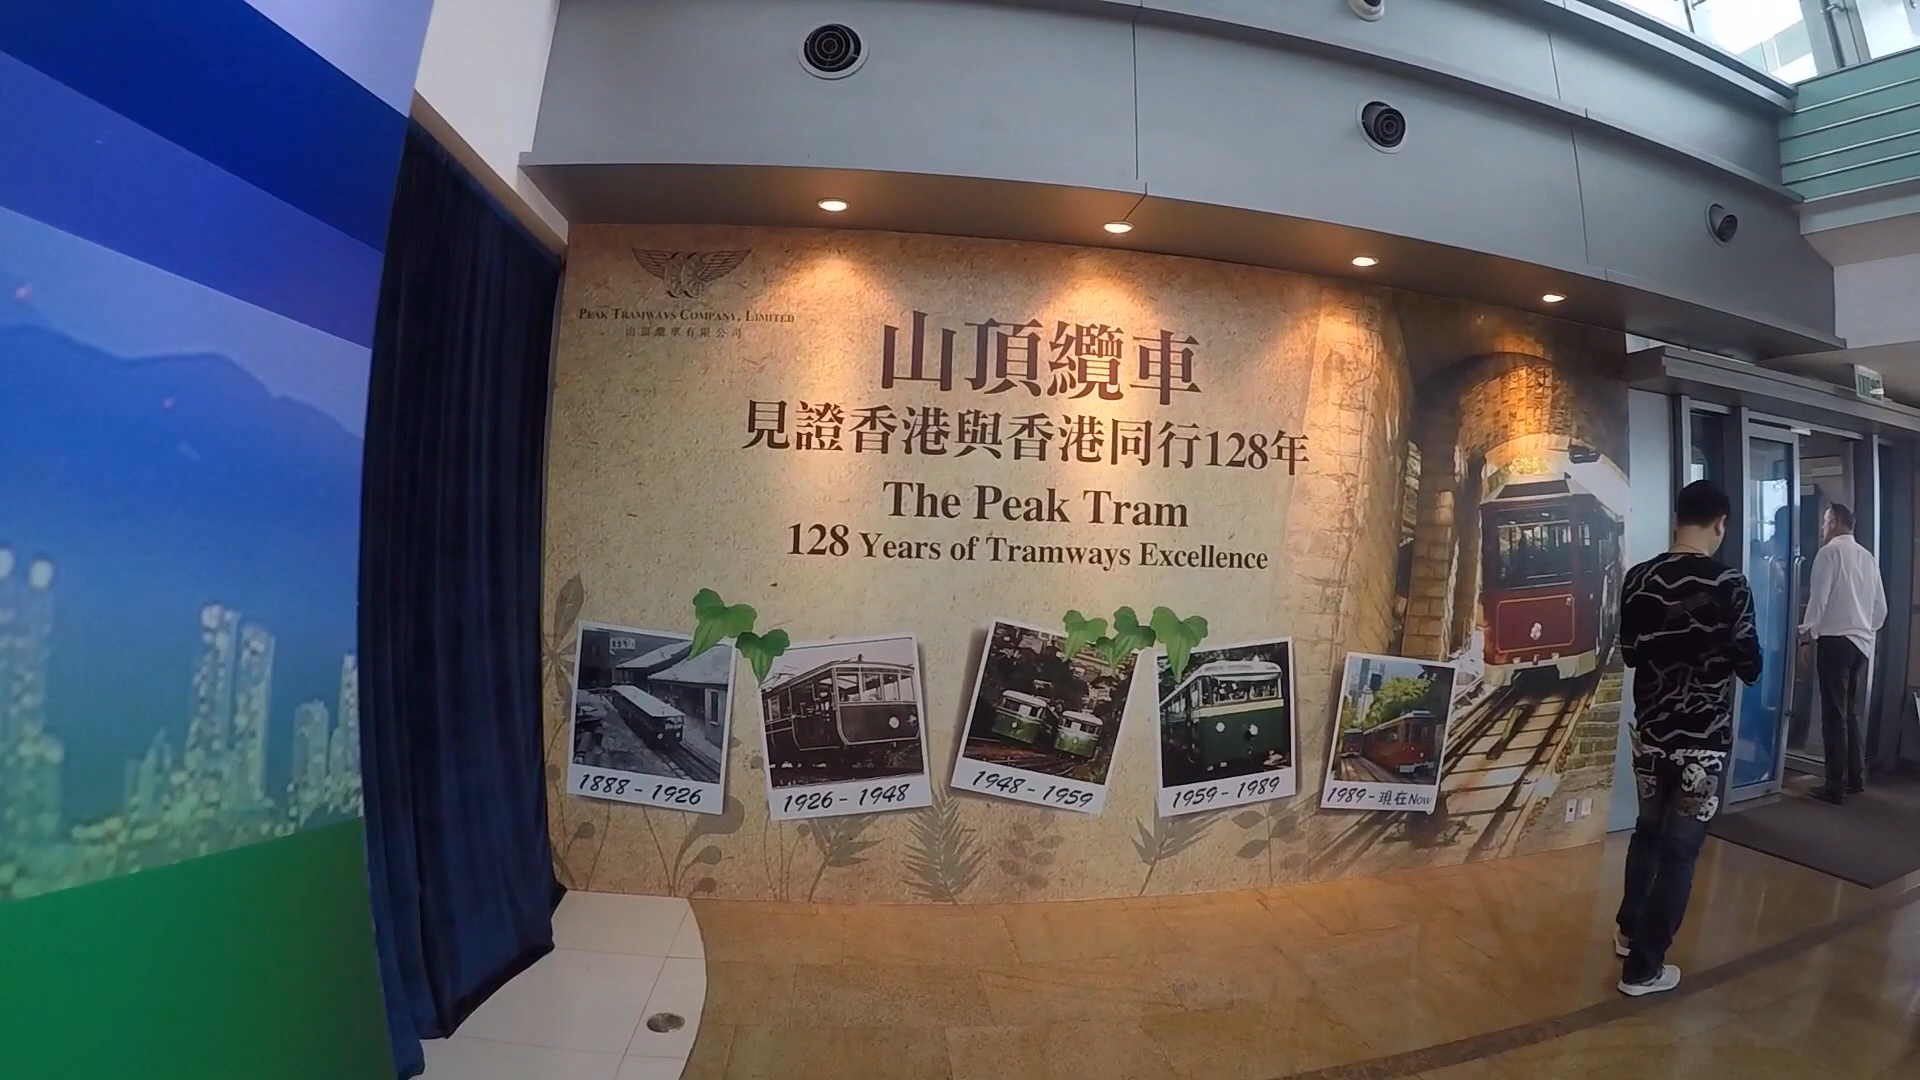 PEAK TRAMWAYS COMPANY, LIMITED
山頂纜車有限公司
山頂纜車
見證香港與香港同行128年
The Peak Tram
128 Years of Tramways Excellence
1888 - 1926
1926 - 1948
1948 - 1959
1959 - 1989
1989 - 現在Now